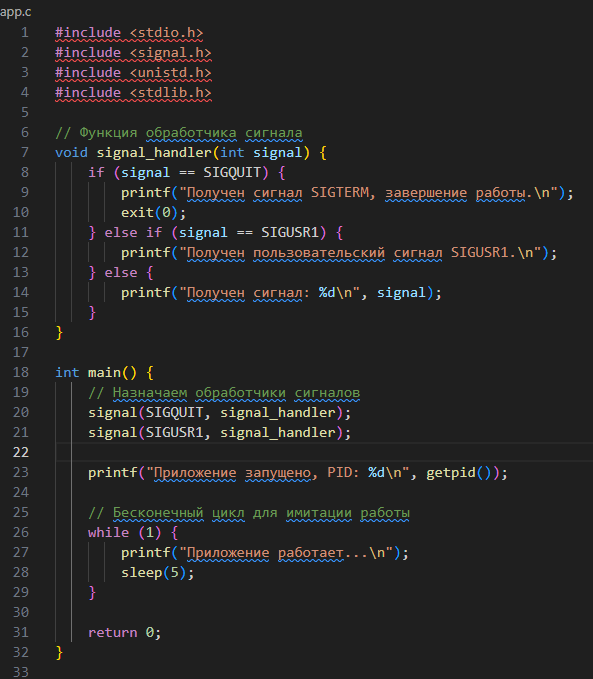 app.c
1 #include <stdio.h>
2 #include <signal.h>
3 #include <unistd.h>
4 #include <stdlib.h>
5
6 // Функция обработчика сигнала
7 void signal_handler(int signal) {
8     if (signal == SIGQUIT) {
9         printf("Получен сигнал SIGTERM, завершение работы.\n");
10         exit(0);
11     } else if (signal == SIGUSR1) {
12         printf("Получен пользовательский сигнал SIGUSR1.\n");
13     } else {
14         printf("Получен сигнал: %d\n", signal);
15     }
16 }
17
18 int main() {
19     // Назначаем обработчики сигналов
20     signal(SIGQUIT, signal_handler);
21     signal(SIGUSR1, signal_handler);
22
23     printf("Приложение запущено, PID: %d\n", getpid());
24
25     // Бесконечный цикл для имитации работы
26     while (1) {
27         printf("Приложение работает...\n");
28         sleep(5);
29     }
30
31     return 0;
32 }
33